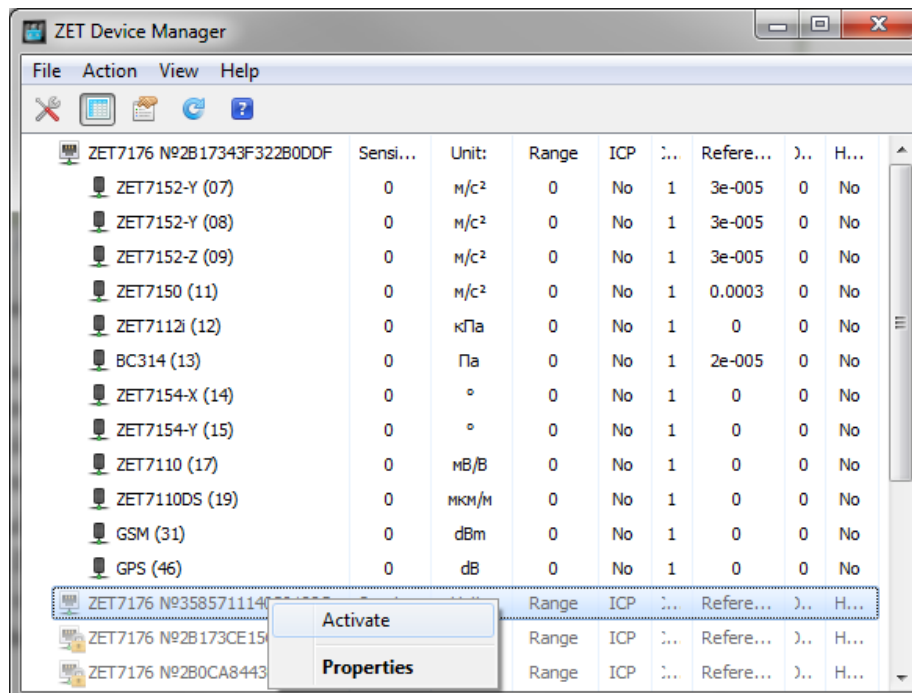 ZET Device Manager
File Action View Help
ZET7176 №2B17343F322B0DDF Sensi... Unit: Range ICP Refere... H...
ZET7152-Y (07) 0 м/с² 0 No 1 3e-005 0 No
ZET7152-Y (08) 0 м/с² 0 No 1 3e-005 0 No
ZET7152-Z (09) 0 м/с² 0 No 1 3e-005 0 No
ZET7150 (11) 0 м/с² 0 No 1 0.0003 0 No
ZET7112i (12) 0 кПа 0 No 1 0 0 No
BC314 (13) 0 Па 0 No 1 2e-005 0 No
ZET7154-X (14) 0 ° 0 No 1 0 0 No
ZET7154-Y (15) 0 ° 0 No 1 0 0 No
ZET7110 (17) 0 мВ/В 0 No 1 0 0 No
ZET7110DS (19) 0 мкм/м 0 No 1 0 0 No
GSM (31) 0 dBm 0 No 1 0 0 No
GPS (46) 0 dB 0 No 1 0 0 No
ZET7176 Range ICP Refere... H...
Activate
ZET7176 №2B173CE15 Range ICP Refere... H...
ZET7176 №2B0CA8443 Range ICP Refere... H...
Properties